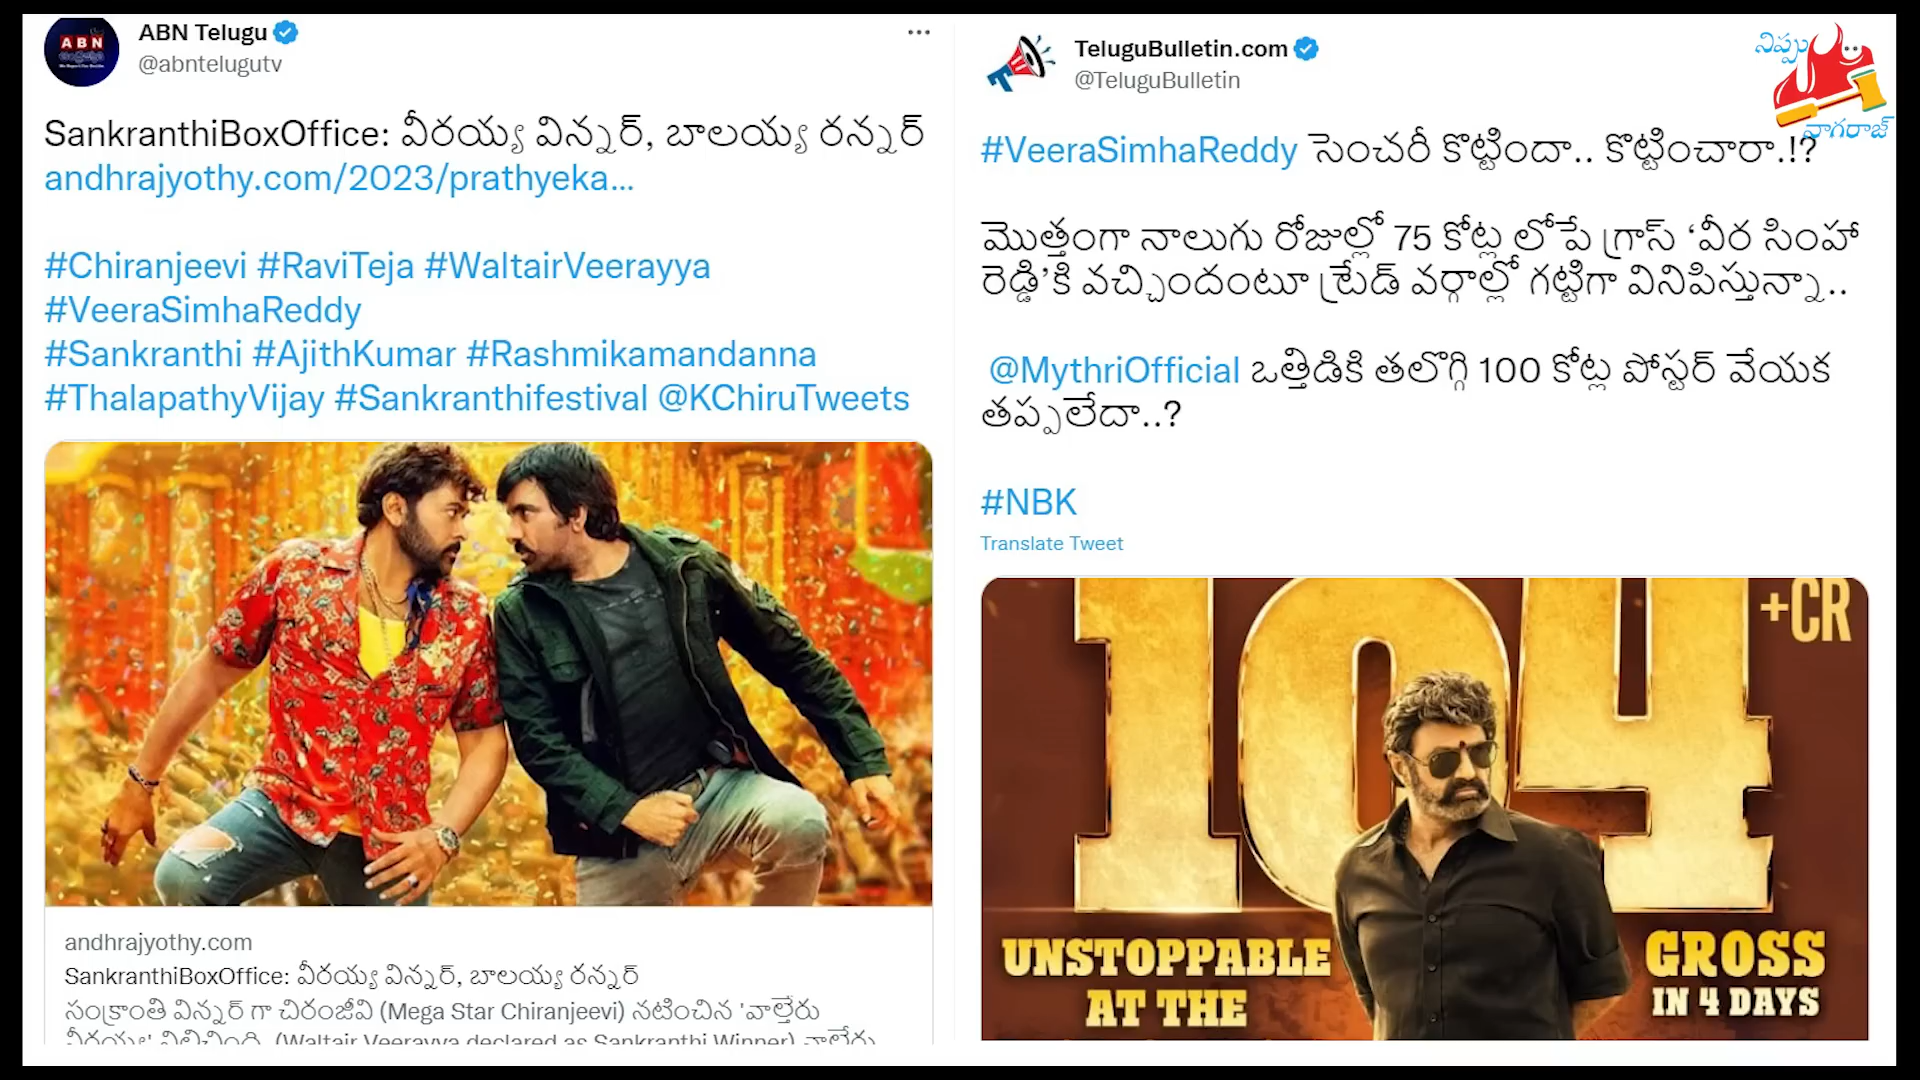 ABN Telugu
@abntelugutv
SankranthiBoxOffice: వీరయ్య విన్నర్, బాలయ్య రన్నర్
andhrajyothy.com/2023/prathyeka...
#Chiranjeevi #RaviTeja #WaltairVeerayya
#VeeraSimhaReddy
#Sankranthi #AjithKumar #Rashmikamandanna
#ThalapathyVijay #Sankranthifestival @KChiruTweets
andhrajyothy.com
SankranthiBoxOffice: వీరయ్య విన్నర్, బాలయ్య రన్నర్
సంక్రాంతి విన్నర్ గా చిరంజీవి (Mega Star Chiranjeevi) నటించిన 'వాల్తేరు
వీరయ్య' నిలిచింది. (Waltair Veerayya declared as Sankranthi Winner) వాల్తేరు
TeluguBulletin.com
@TeluguBulletin
#VeeraSimhaReddy సెంచరీ కొట్టిందా.. కొట్టించారా.!?
మొత్తంగా నాలుగు రోజుల్లో 75 కోట్ల లోపే గ్రాస్ ‘వీర సింహా
రెడ్డి’కి వచ్చిందంటూ ట్రేడ్ వర్గాల్లో గట్టిగా వినిపిస్తున్నా..
@MythriOfficial ఒత్తిడికి తలొగ్గి 100 కోట్ల పోస్టర్ వేయక
తప్పలేదా..?
#NBK
Translate Tweet
104
+CR
UNSTOPPABLE
AT THE
GROSS
IN 4 DAYS
నిప్పు
నాగరాజ్